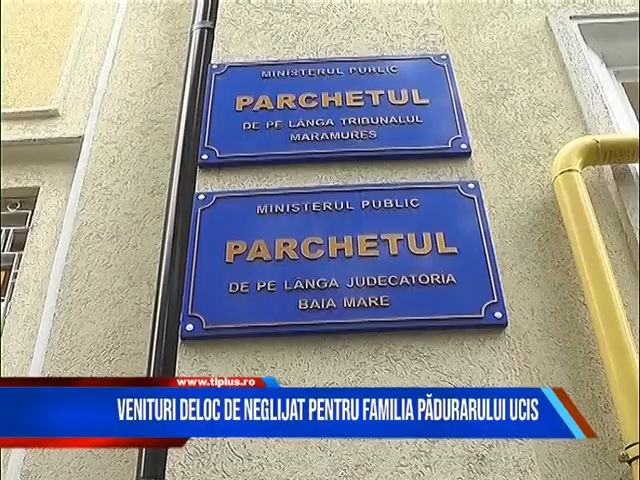 MINISTERUL PUBLIC
PARCHETUL
DE PE LÂNGA TRIBUNALUL
MARAMUREȘ
MINISTERUL PUBLIC
PARCHETUL
DE PE LÂNGA JUDECATORIA
BAIA MARE
www.tlplus.ro
VENITURI DELOC DE NEGLIJAT PENTRU FAMILIA PĂDURARULUI UCIS